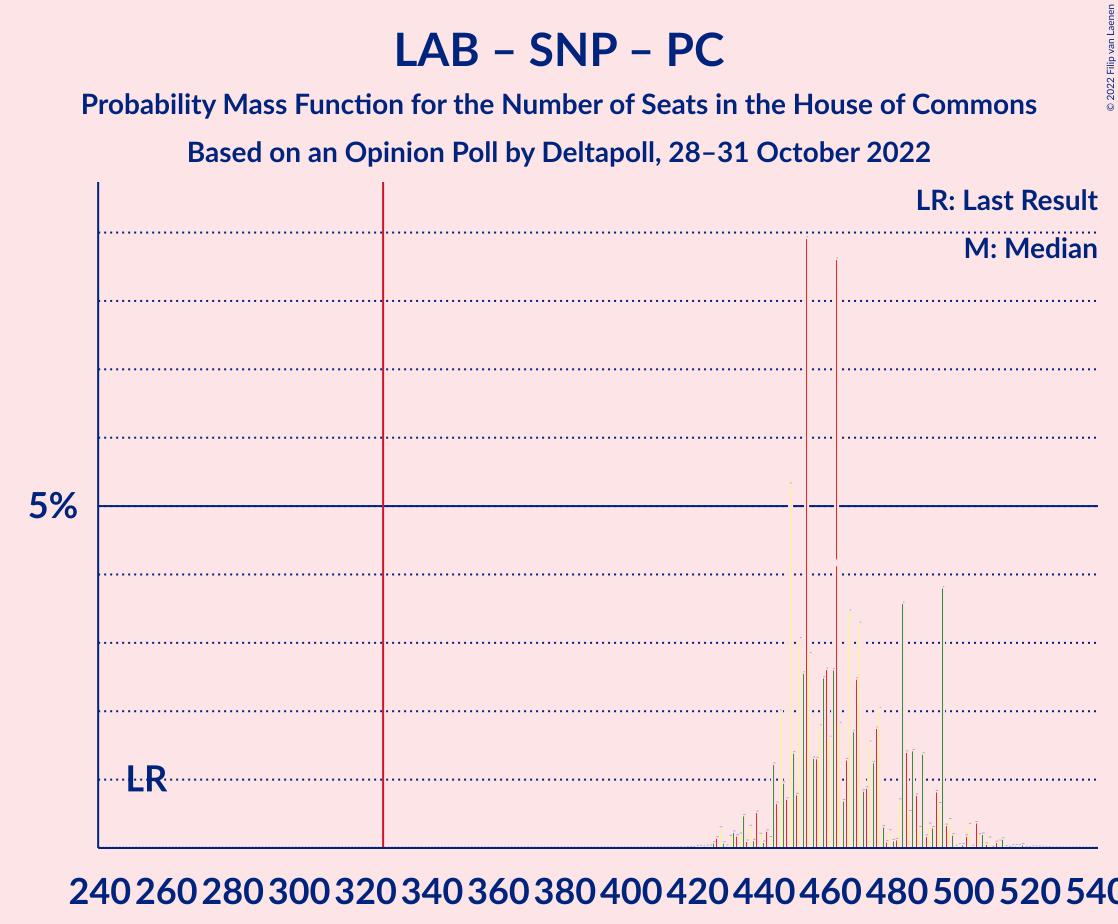 LAB – SNP – PC
Probability Mass Function for the Number of Seats in the House of Commons
Based on an Opinion Poll by Deltapoll, 28–31 October 2022
© 2022 Filip van Laenen
LR: Last Result
M: Median
5%
LR
240 260 280 300 320 340 360 380 400 420 440 460 480 500 520 540